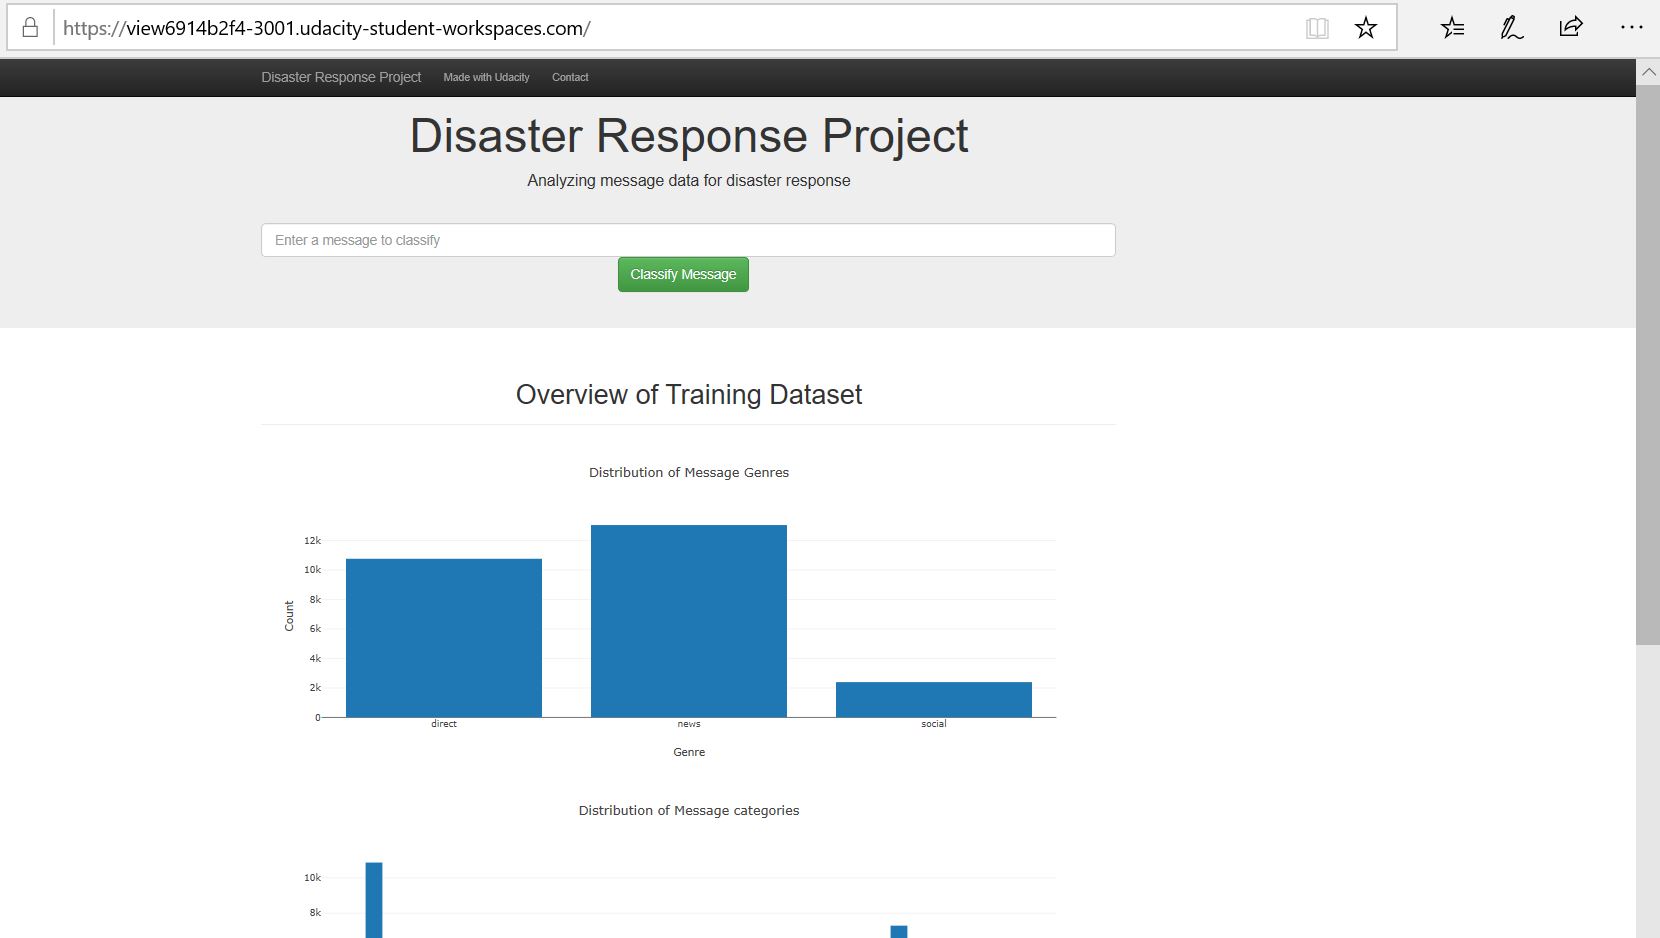 https://view6914b2f4-3001.udacity-student-workspaces.com/
Disaster Response Project Made with Udacity Contact
Disaster Response Project
Analyzing message data for disaster response
Enter a message to classify
Classify Message
Overview of Training Dataset
Distribution of Message Genres
12k
10k
8k
6k
4k
2k
0
Count
direct news social
Genre
Distribution of Message categories
10k
8k